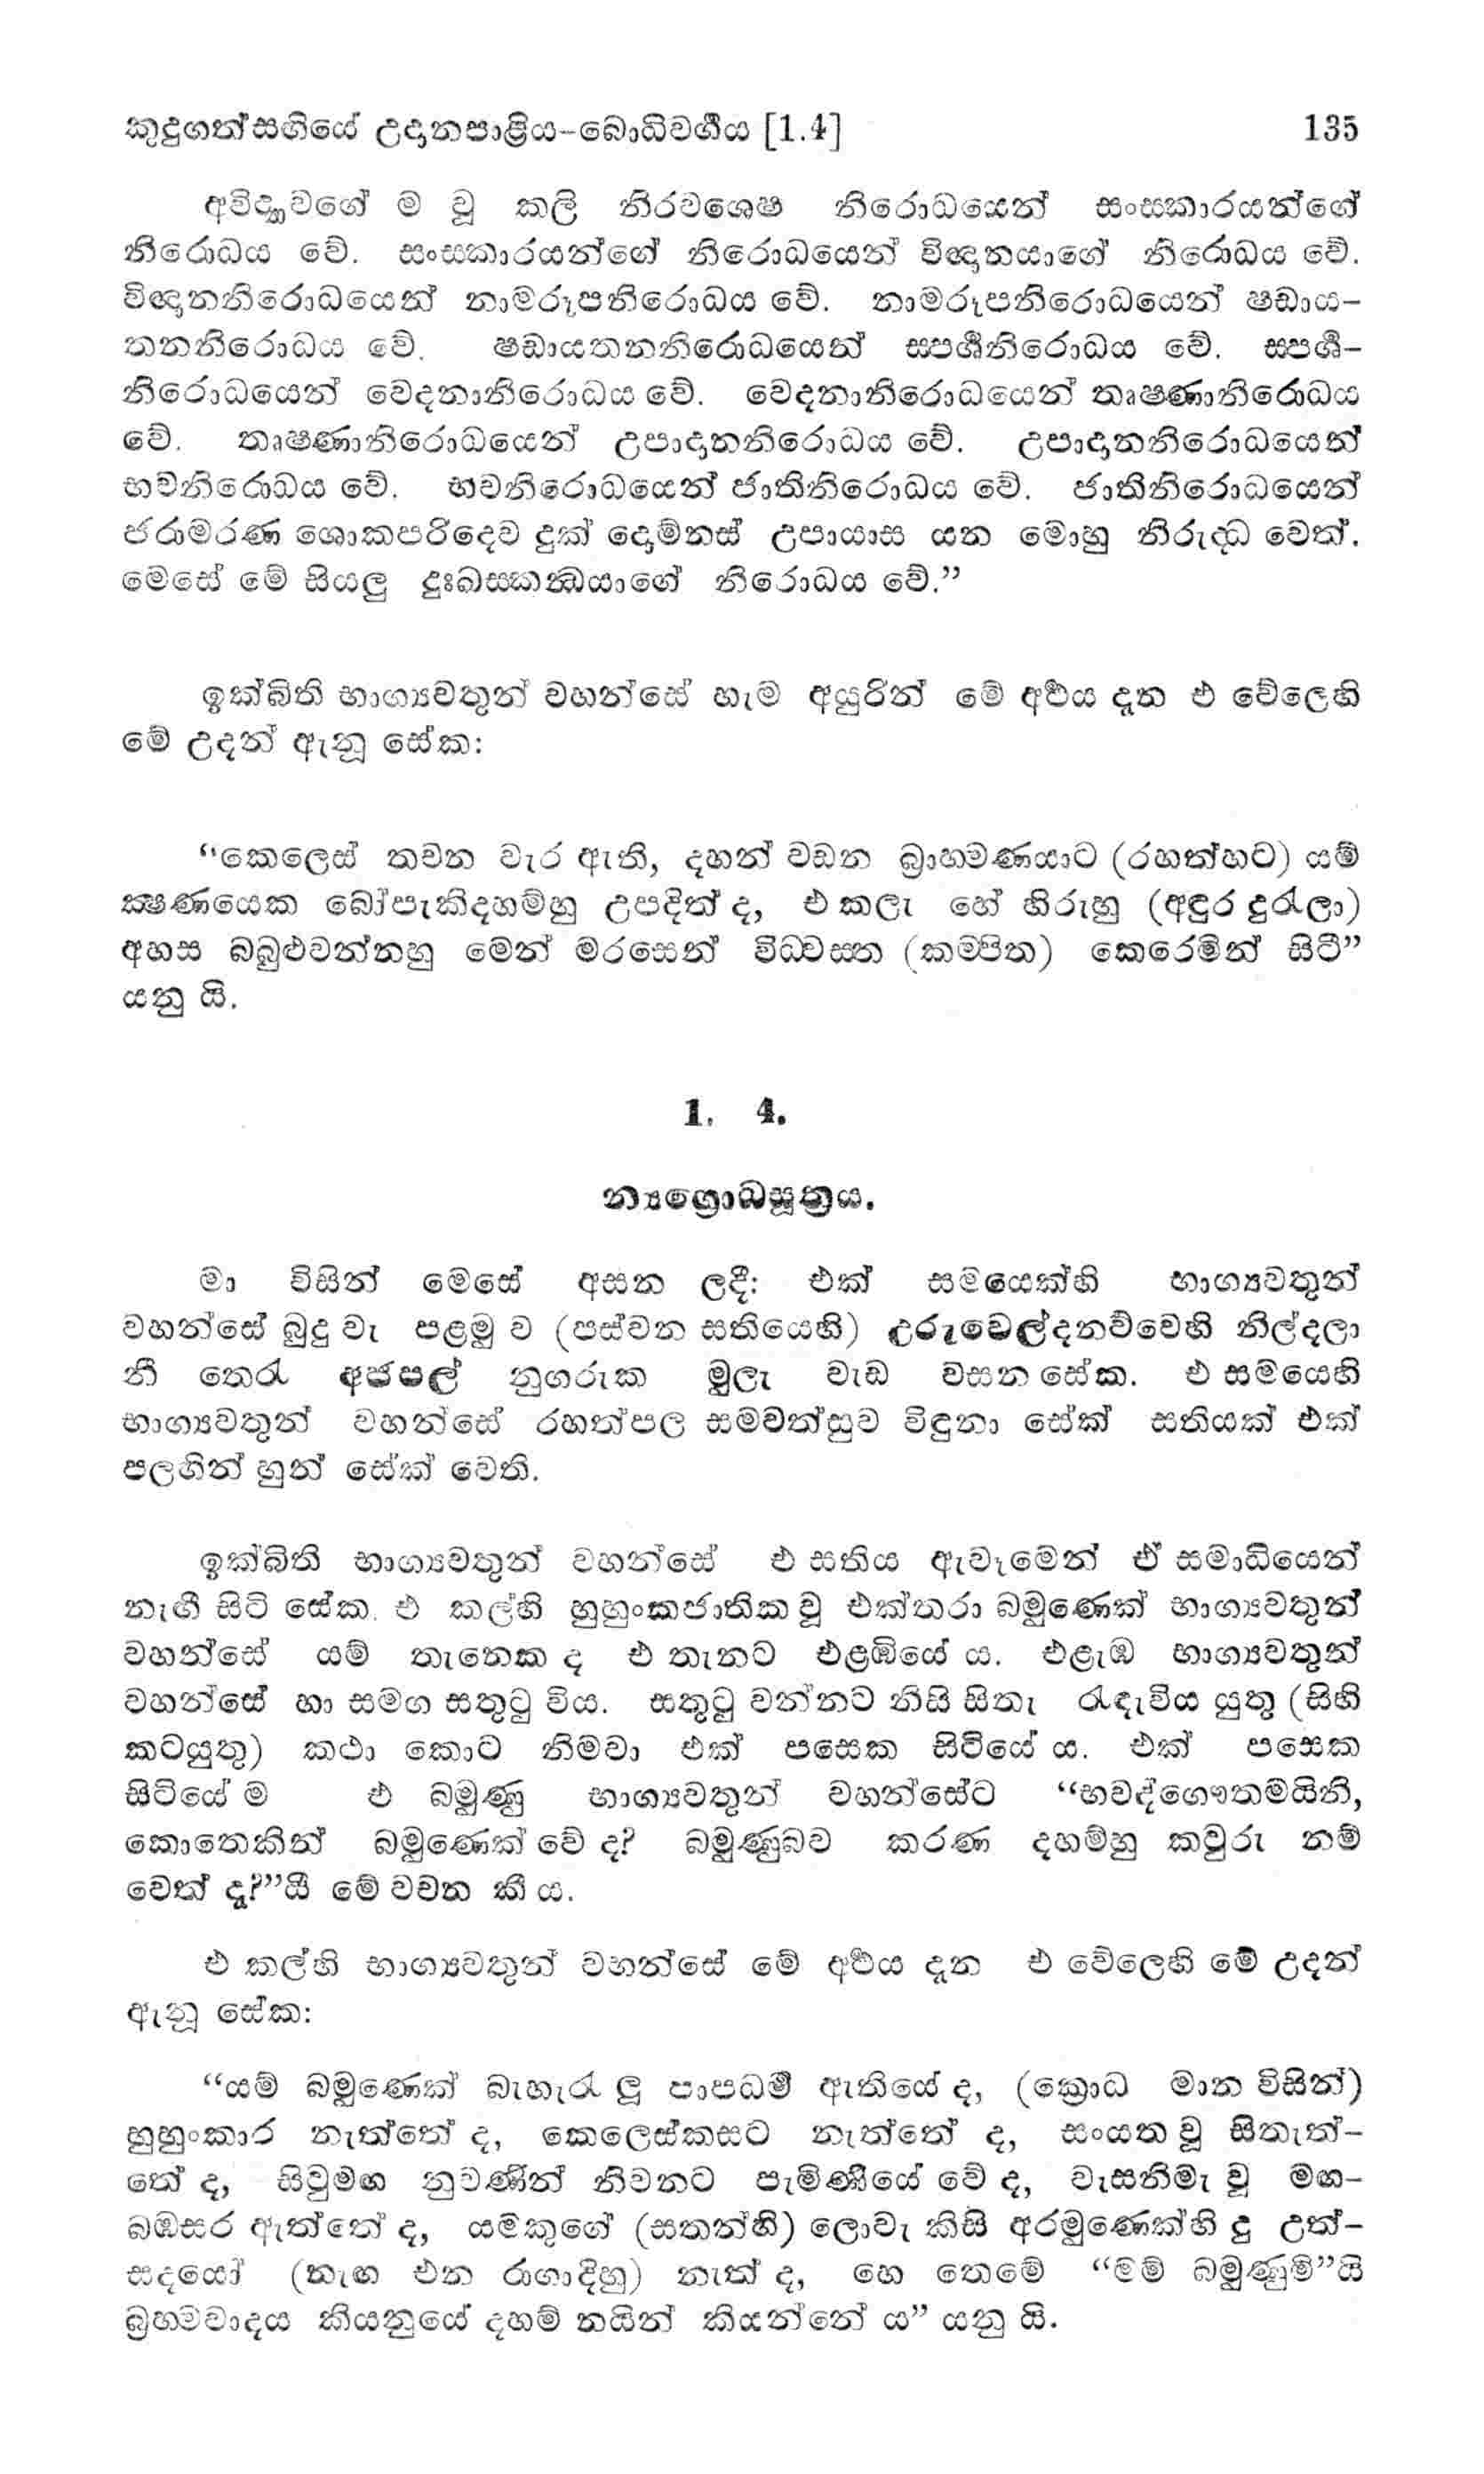 කුදුගත්සඟියේ උදානපාළිය-බොධිවර්ගය [1.4] 135
අවිද්‍යාවගේ ම වූ කලි නිරවශෙෂ නිරොධයෙන් සංස්කාරයන්ගේ
නිරොධය වේ. සංස්කාරයන්ගේ නිරොධයෙන් විඥානයාගේ නිරොධය වේ.
විඥානනිරොධයෙන් නාමරූපනිරොධය වේ. නාමරූපනිරොධයෙන් ෂඩාය-
තනනිරොධය වේ. ෂඩායතනනිරොධයෙන් ස්පර්ශනිරොධය වේ. ස්පර්ශ-
නිරොධයෙන් වෙදනානිරොධය වේ. වෙදනානිරොධයෙන් තෘෂ්ණානිරොධය
වේ. තෘෂ්ණානිරොධයෙන් උපාදානනිරොධය වේ. උපාදානනිරොධයෙන්
භවනිරොධය වේ. භවනිරොධයෙන් ජාතිනිරොධය වේ. ජාතිනිරොධයෙන්
ජරාමරණ ශොකපරිදෙව දුක් දොම්නස් උපායාස යන මොහු නිරුද්ධ වෙත්.
මෙසේ මේ සියලු දුඃඛස්කන්ධයාගේ නිරොධය වේ.”
ඉක්බිති භාග්‍යවතුන් වහන්සේ හැම අයුරින් මේ අර්ථය දැන එ වේලෙහි
මේ උදන් ඇනූ සේක:
“කෙලෙස් තවන වැර ඇති, දහන් වඩන බ්‍රාහ්මණයාට (රහත්හට) යම්
ක්‍ෂණයෙක බෝපැකිදහම්හු උපදිත් ද, එ කලැ හේ හිරුහු (අඳුර දුරැලා)
අහස බබුළුවන්නහු මෙන් මරසෙන් විධ්වස්ත (කම්පිත) කෙරෙමින් සිටී”
යනු යි.
1. 4.
න්‍යග්‍රොධසූත්‍රය.
මා විසින් මෙසේ අසන ලදී: එක් සමයෙක්හි භාග්‍යවතුන්
වහන්සේ බුදු වැ පළමු ව (පස්වන සතියෙහි) උරුවෙල්දනව්වෙහි නිල්දලා
නී තෙරැ අජපල් නුගරුක මුලැ වැඩ වසන සේක. එ සමයෙහි
භාග්‍යවතුන් වහන්සේ රහත්පල සමවත්සුව විඳුනා සේක් සතියක් එක්
පලඟින් හුන් සේක් වෙති.
ඉක්බිති භාග්‍යවතුන් වහන්සේ එ සතිය ඇවෑමෙන් ඒ සමාධියෙන්
නැඟී සිටි සේක. එ කල්හි හුහුංකජාතික වූ එක්තරා බමුණෙක් භාග්‍යවතුන්
වහන්සේ යම් තැනෙක ද එ තැනට එළඹියේ ය. එළැඹ භාග්‍යවතුන්
වහන්සේ හා සමග සතුටු විය. සතුටු වන්නට නිසි සිතැ රැඳැවිය යුතු (සිහි
කටයුතු) කථා කොට නිමවා එක් පසෙක සිටියේ ය. එක් පසෙක
සිටියේ ම එ බමුණු භාග්‍යවතුන් වහන්සේට “භවද්ගෞතමයිනි,
කොතෙකින් බමුණෙක් වේ ද? බමුණුබව කරණ දහම්හු කවුරු නම්
වෙත් දැ?”යී මේ වචන කී ය.
එ කල්හි භාග්‍යවතුන් වහන්සේ මේ අර්ථය දැන එ වේලෙහි මේ උදන්
ඇනූ සේක:
“යම් බමුණෙක් බැහැරැ ලූ පාපධර්ම ඇතියේ ද, (ක්‍රොධ මාන විසින්)
හුහුංකාර නැත්තේ ද, කෙලෙස්කසට නැත්තේ ද, සංයත වූ සිතැත්-
තේ ද, සිවුමඟ නුවණින් නිවනට පැමිණියේ වේ ද, වැසනිමැ වූ මඟ-
බඹසර ඇත්තේ ද, යමකුගේ (සතන්හි) ලොවැ කිසි අරමුණෙක්හි දු උත්-
සදයෝ (නැඟ එන රාගාදිහු) නැත් ද, හෙ තෙමේ “මම් බමුණුම්”යි
බ්‍රහ්මවාදය කියනුයේ දහම් නයින් කියන්නේ ය” යනු යි.